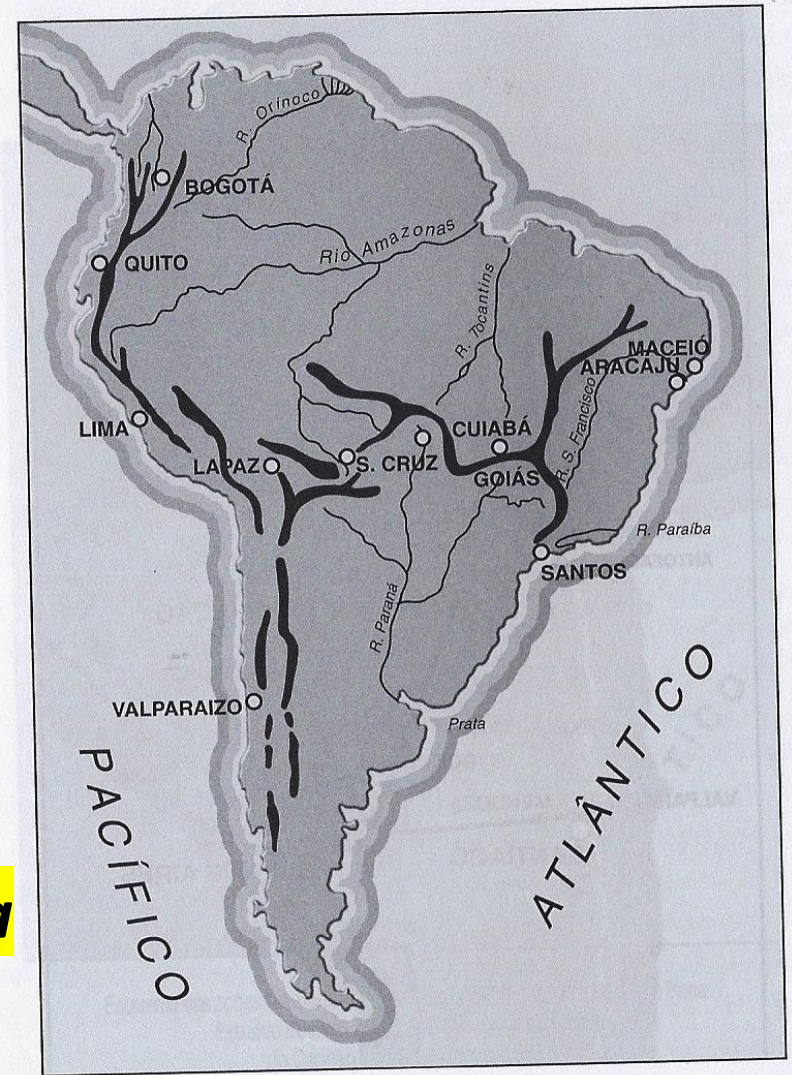 R. Orinoco
BOGOTÁ
Rio Amazonas
QUITO
R. Tocantins
MACEIÓ
ARACAJU
LIMA
CUIABÁ
R. S. Francisco
LAPAZ
S. CRUZ
GOIÁS
R. Paraíba
SANTOS
R. Paraná
VALPARAIZO
Prata
PACÍFICO
ATLÂNTICO
a